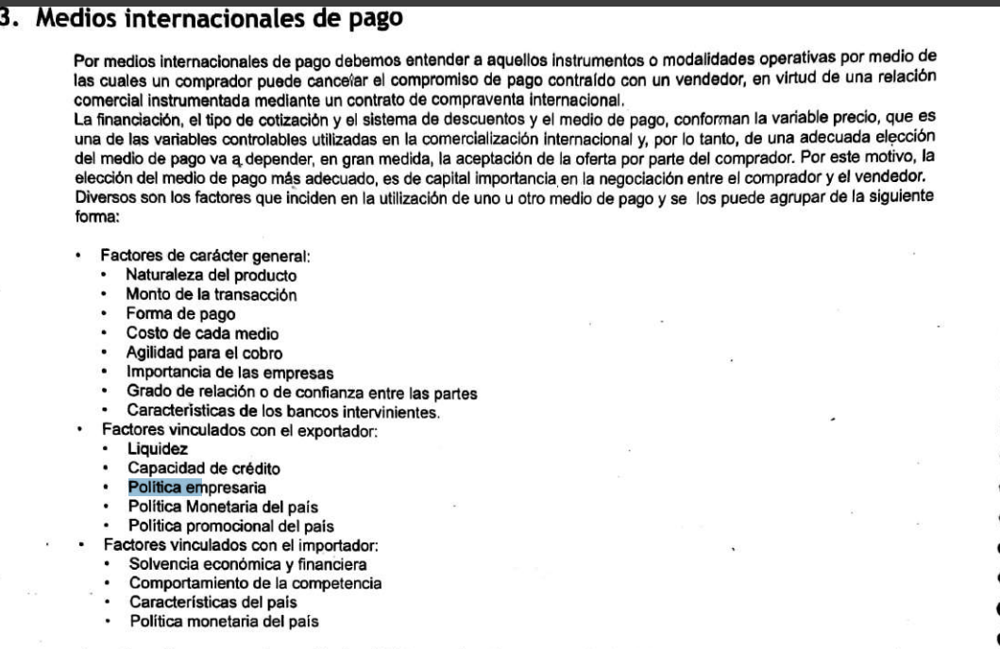 3. Medios internacionales de pago
Por medios internacionales de pago debemos entender a aquellos instrumentos o modalidades operativas por medio de
las cuales un comprador puede cancelar el compromiso de pago contraído con un vendedor, en virtud de una relación
comercial instrumentada mediante un contrato de compraventa internacional.
La financiación, el tipo de cotización y el sistema de descuentos y el medio de pago, conforman la variable precio, que es
una de las variables controlables utilizadas en la comercialización internacional y, por lo tanto, de una adecuada elección
del medio de pago va a depender, en gran medida, la aceptación de la oferta por parte del comprador. Por este motivo, la
elección del medio de pago más adecuado, es de capital importancia en la negociación entre el comprador y el vendedor.
Diversos son los factores que inciden en la utilización de uno u otro medio de pago y se los puede agrupar de la siguiente
forma:
• Factores de carácter general:
• Naturaleza del producto
• Monto de la transacción
• Forma de pago
• Costo de cada medio
• Agilidad para el cobro
• Importancia de las empresas
• Grado de relación o de confianza entre las partes
• Características de los bancos intervinientes.
• Factores vinculados con el exportador:
• Liquidez
• Capacidad de crédito
• Política empresaria
• Política Monetaria del país
• Política promocional del país
• Factores vinculados con el importador:
• Solvencia económica y financiera
• Comportamiento de la competencia
• Características del país
• Política monetaria del país